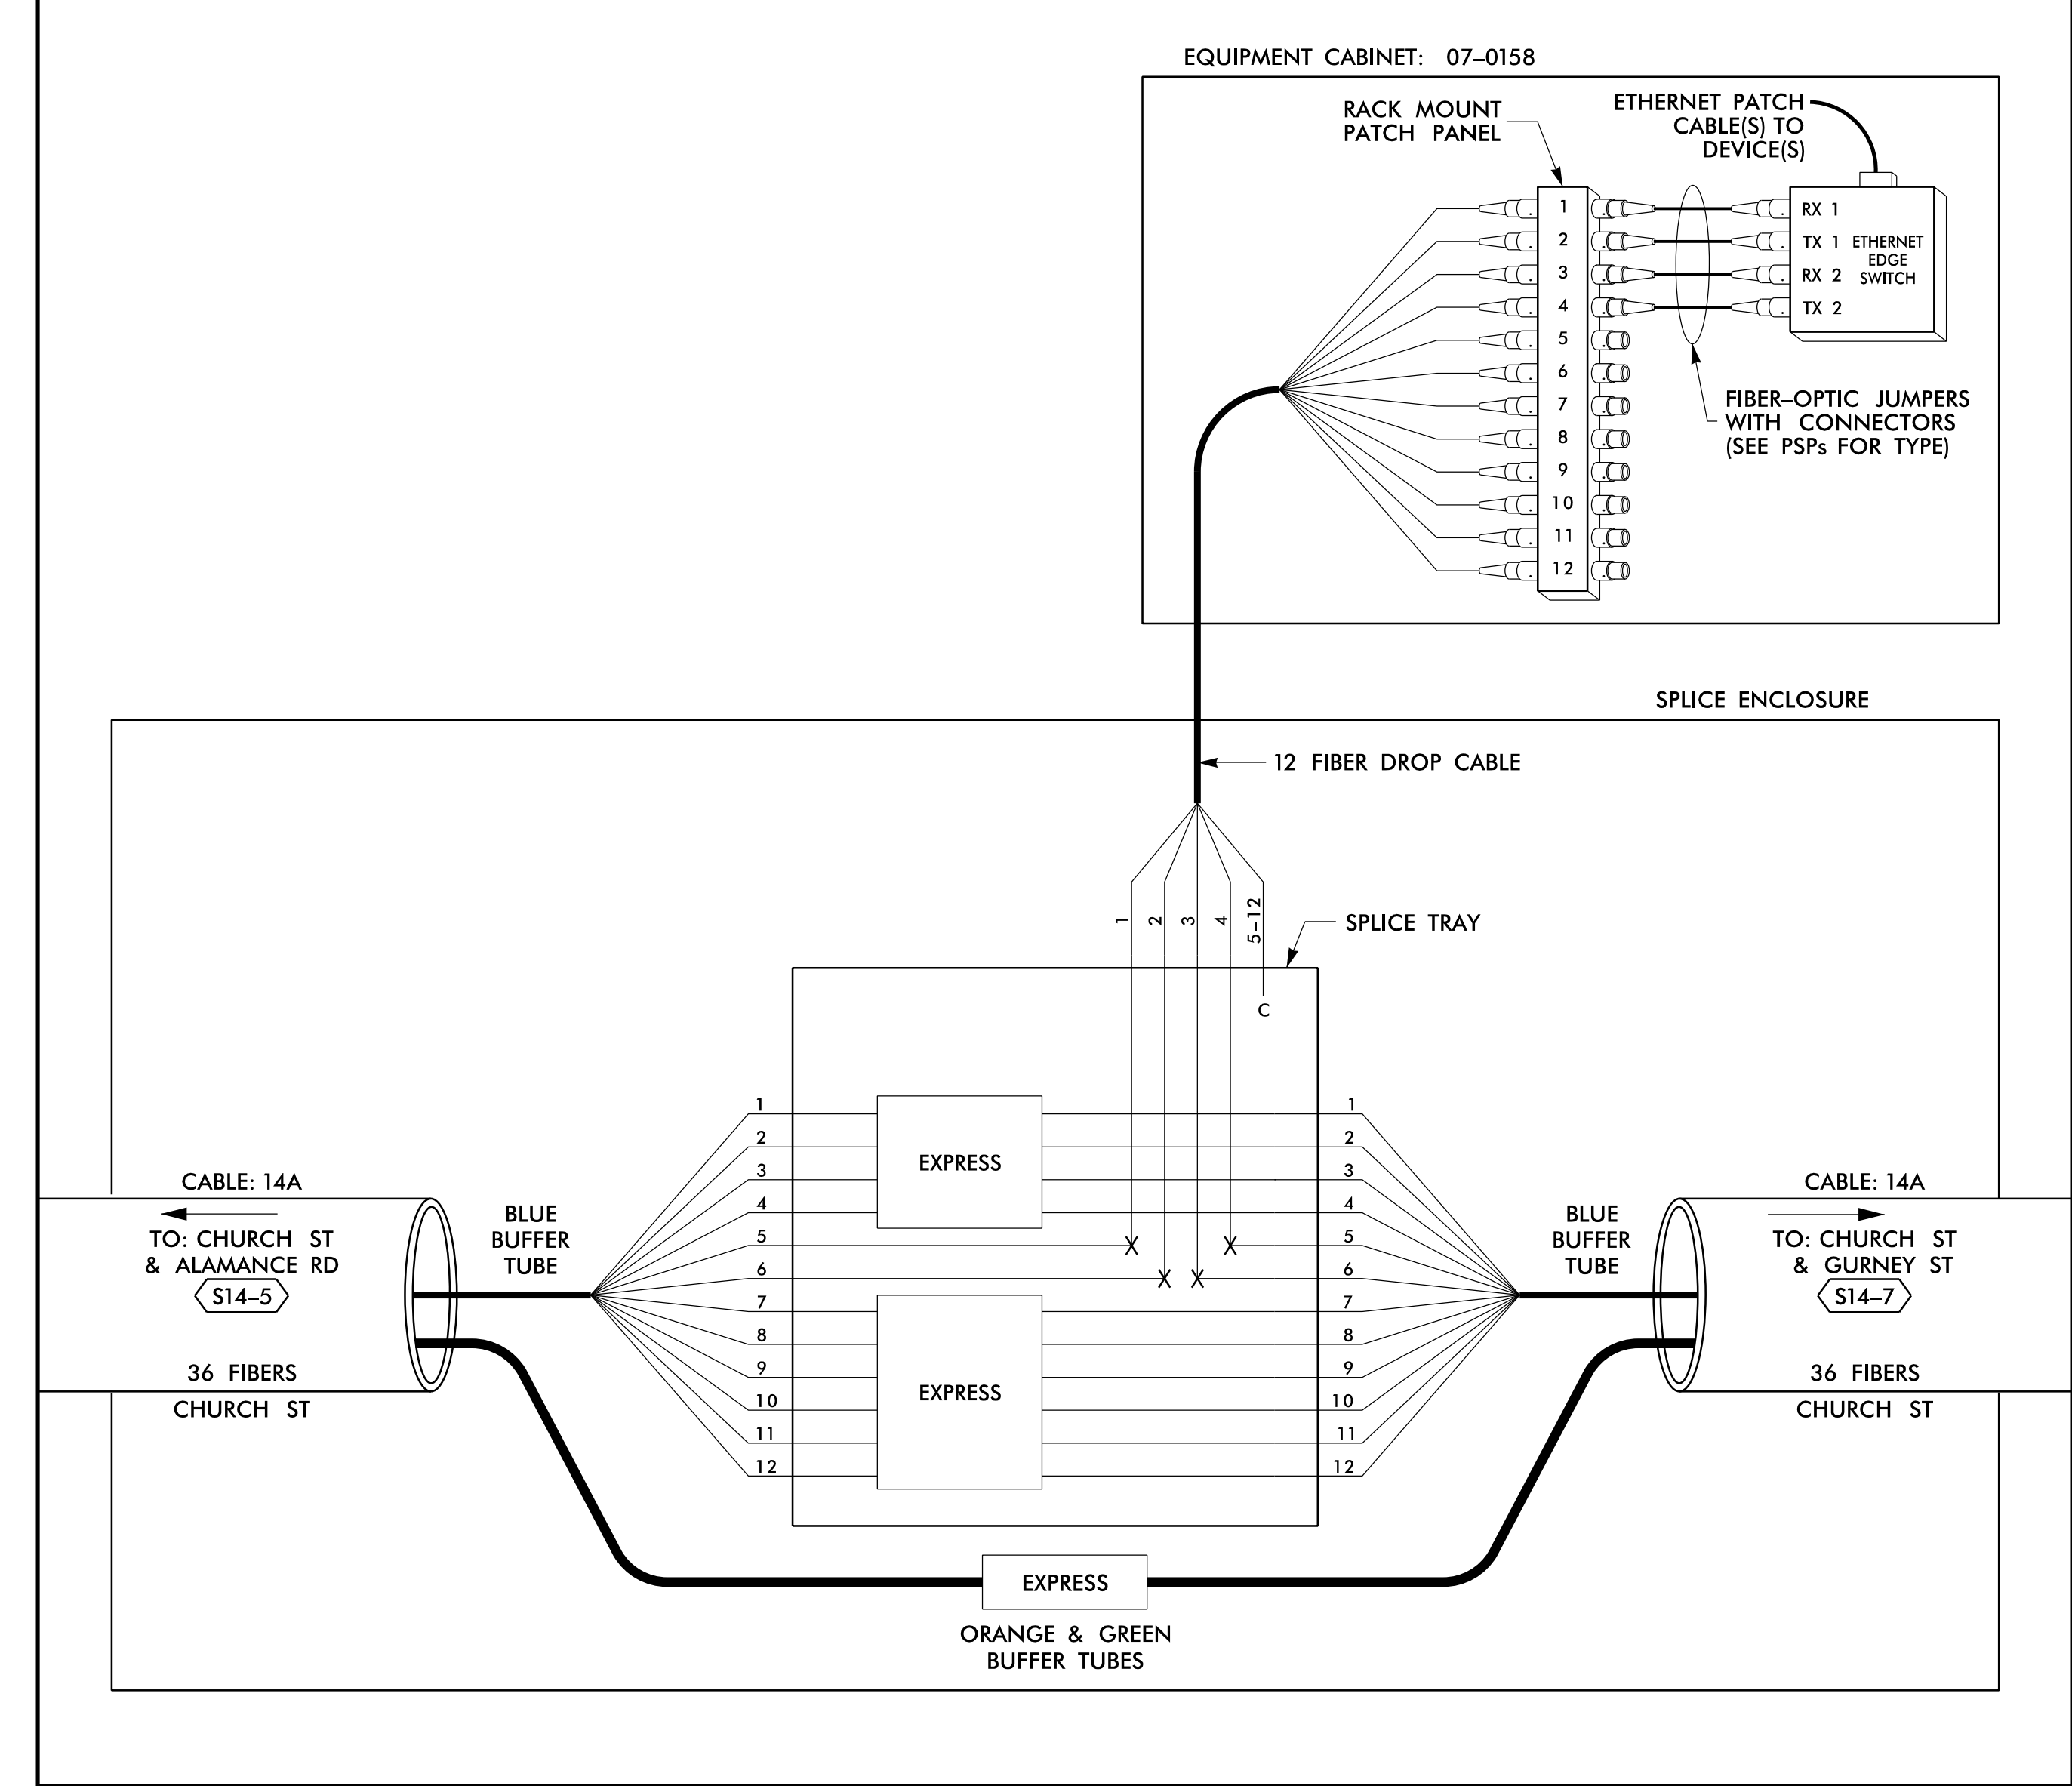 EQUIPMENT CABINET: 07–0158
RACK MOUNT
PATCH PANEL
ETHERNET PATCH
CABLE(S) TO
DEVICE(S)
1
2
3
4
5
6
7
8
9
10
11
12
RX 1
TX 1
RX 2
TX 2
ETHERNET
EDGE
SWITCH
FIBER–OPTIC JUMPERS
WITH CONNECTORS
(SEE PSPs FOR TYPE)
SPLICE ENCLOSURE
12 FIBER DROP CABLE
1
2
3
4
5–12
SPLICE TRAY
C
CABLE: 14A
TO: CHURCH ST
& ALAMANCE RD
S14–5
36 FIBERS
CHURCH ST
BLUE
BUFFER
TUBE
1
2
3
4
5
6
7
8
9
10
11
12
EXPRESS
EXPRESS
1
2
3
4
5
6
7
8
9
10
11
12
BLUE
BUFFER
TUBE
CABLE: 14A
TO: CHURCH ST
& GURNEY ST
S14–7
36 FIBERS
CHURCH ST
EXPRESS
ORANGE & GREEN
BUFFER TUBES